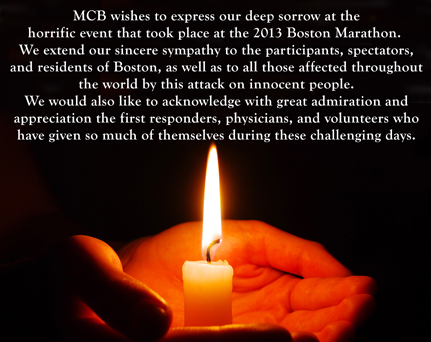 MCB wishes to express our deep sorrow at the
horrific event that took place at the 2013 Boston Marathon.
We extend our sincere sympathy to the participants, spectators,
and residents of Boston, as well as to all those affected throughout
the world by this attack on innocent people.
We would also like to acknowledge with great admiration and
appreciation the first responders, physicians, and volunteers who
have given so much of themselves during these challenging days.